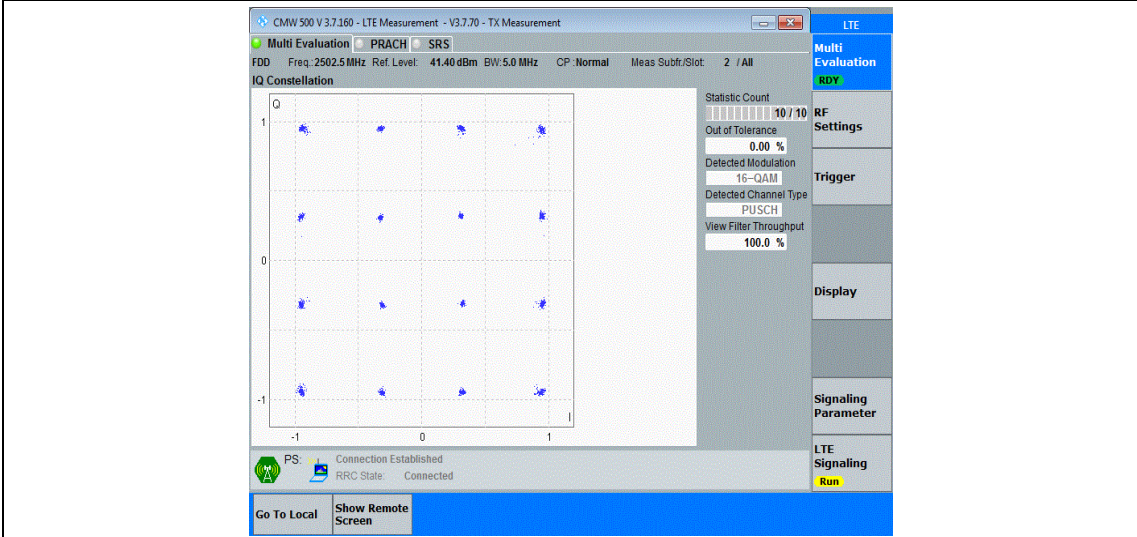 CMW 500 V 3.7.160 - LTE Measurement - V3.7.70 - TX Measurement
LTE
Multi Evaluation PRACH SRS
FDD Freg.:2502.5 MHz Ref. Level: 41.40 dBm BW:5.0 MHz CP :Normal Meas Subfr./Slot: 2 / All
IQ Constellation
Q
1
0
-1
I
-1 0 1
Statistic Count
10 / 10
Out of Tolerance
0.00 %
Detected Modulation
16-QAM
Detected Channel Type
PUSCH
View Filter Throughput
100.0 %
Multi
Evaluation
RDY
RF
Settings
Trigger
Display
Signaling
Parameter
LTE
Signaling
Run
PS: Connection Established
RRC State: Connected
Go To Local
Show Remote
Screen